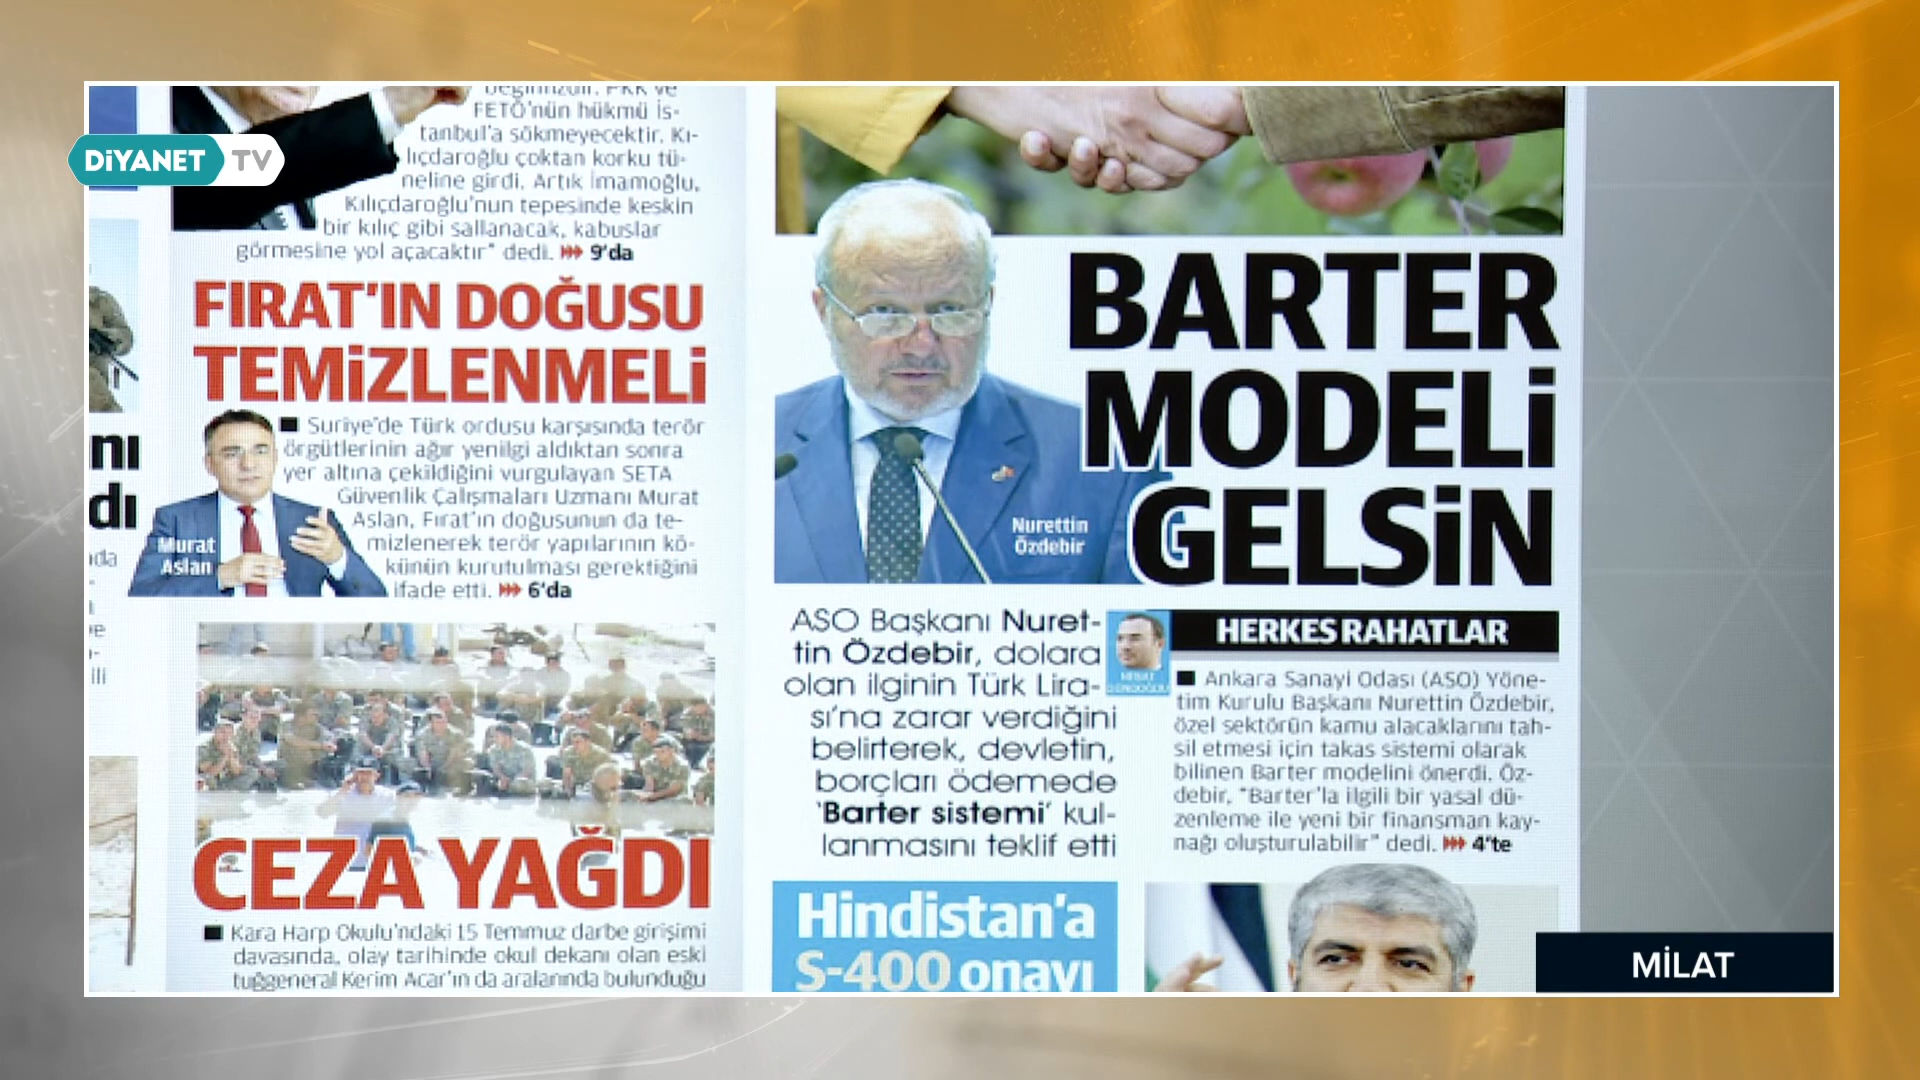 DİYANET TV
beğinizdir. PKK ve
FETÖ'nün hükmü İs-
tanbul'a sökmeyecektir. Kı-
lıçdaroğlu çoktan korku tü-
neline girdi. Artık İmamoğlu,
Kılıçdaroğlu'nun tepesinde keskin
bir kılıç gibi sallanacak, kabuslar
görmesine yol açacaktır" dedi. 9'da
FIRAT'IN DOĞUSU
TEMİZLENMELİ
■ Suriye'de Türk ordusu karşısında terör
örgütlerinin ağır yenilgi aldıktan sonra
yer altına çekildiğini vurgulayan SETA
Güvenlik Çalışmaları Uzmanı Murat
Aslan, Fırat'ın doğusunun da te-
mizlenerek terör yapılarının kö-
künün kurutulması gerektiğini
ifade etti. 6'da
Murat
Aslan
nı
dı
CEZA YAĞDI
■ Kara Harp Okulu'ndaki 15 Temmuz darbe girişimi
davasında, olay tarihinde okul dekanı olan eski
tuğgeneral Kerim Acar'ın da aralarında bulunduğu
BARTER
MODELİ
GELSİN
Nurettin
Özdebir
ASO Başkanı Nuret-
tin Özdebir, dolara
olan ilginin Türk Lira-
sı'na zarar verdiğini
belirterek, devletin,
borçları ödemede
'Barter sistemi' kul-
lanmasını teklif etti
HERKES RAHATLAR
■ Ankara Sanayi Odası (ASO) Yöne-
tim Kurulu Başkanı Nurettin Özdebir,
özel sektörün kamu alacaklarını tah-
sil etmesi için takas sistemi olarak
bilinen Barter modelini önerdi. Öz-
debir, "Barter'la ilgili bir yasal dü-
zenleme ile yeni bir finansman kay-
nağı oluşturulabilir" dedi. 4'te
Hindistan'a
S-400 onayı
MİLAT